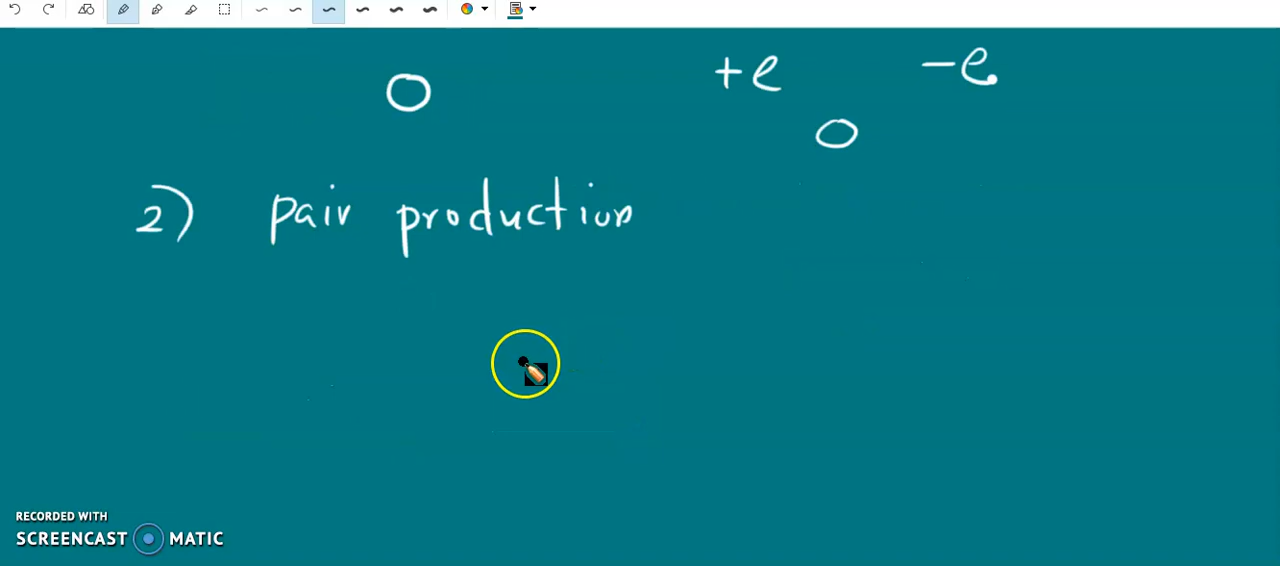 0 +e -e
0
2) pair production
RECORDED WITH
SCREENCAST MATIC